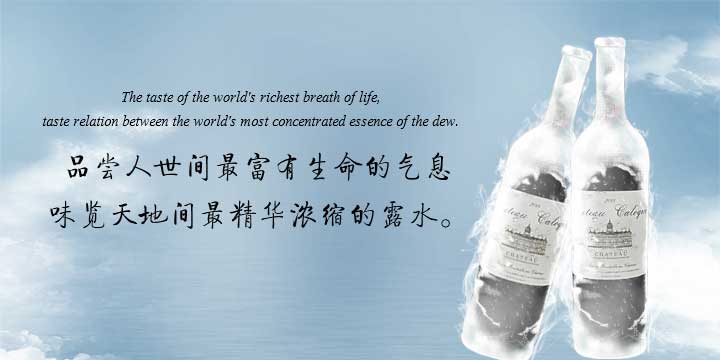 The taste of the world's richest breath of life,
taste relation between the world's most concentrated essence of the dew.
品尝人世间最富有生命的气息
味览天地间最精华浓缩的露水。
CHATEAU
CHATEAU